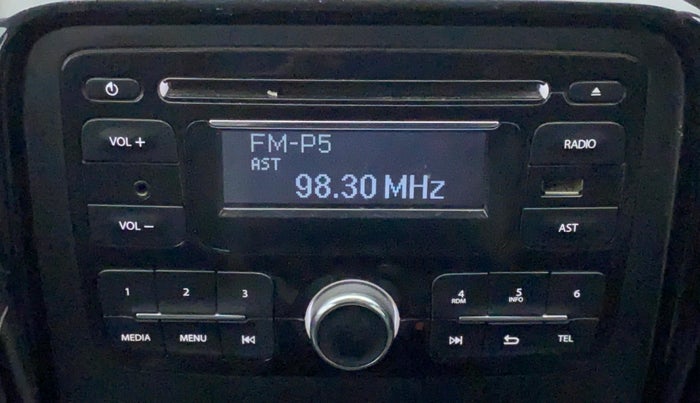 VOL +
FM-P5
RADIO
AST
98.30 MHz
VOL −
AST
1 2 3 4 5 6
RDM INFO
MEDIA MENU TEL